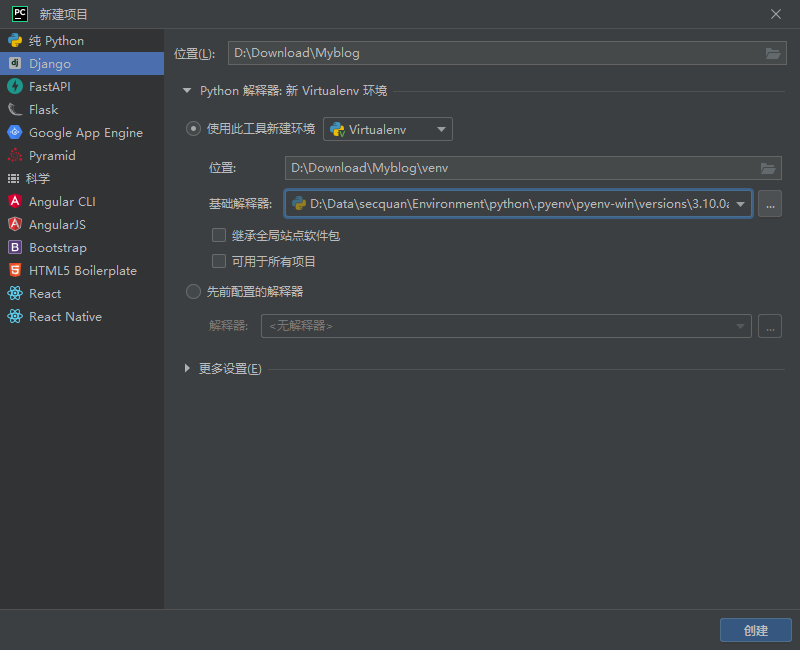 PC 新建项目
纯 Python
dj Django
FastAPI
Flask
Google App Engine
Pyramid
科学
Angular CLI
AngularJS
B Bootstrap
HTML5 Boilerplate
React
React Native
位置(L): D:\Download\Myblog
Python 解释器: 新 Virtualenv 环境
使用此工具新建环境 Virtualenv
位置: D:\Download\Myblog\venv
基础解释器: D:\Data\secquan\Environment\python\.pyenv\pyenv-win\versions\3.10.0a ...
继承全局站点软件包
可用于所有项目
先前配置的解释器
解释器: <无解释器> ...
更多设置(E)
创建